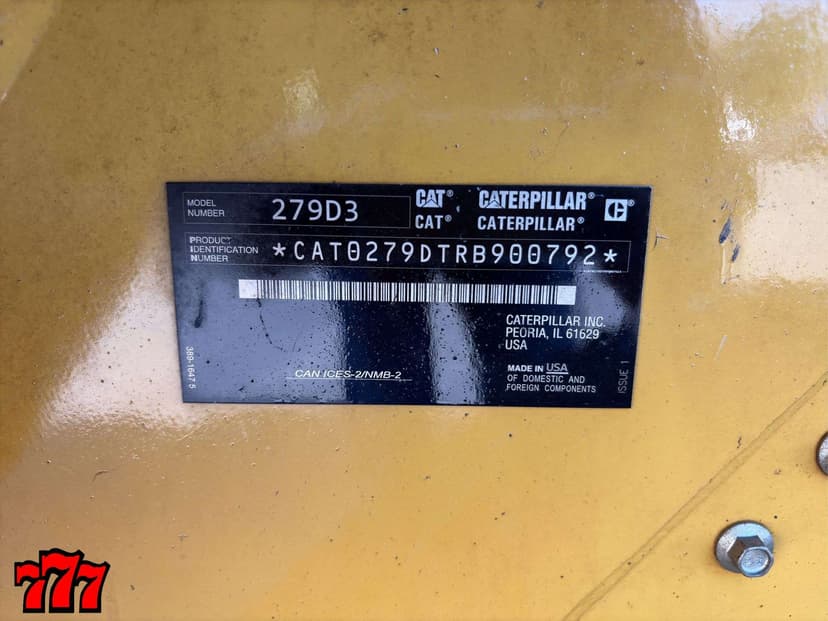 MODEL NUMBER 279D3
CAT® CATERPILLAR®
CAT® CATERPILLAR®
PRODUCT IDENTIFICATION NUMBER *CAT0279DTRB900792*
CATERPILLAR INC.
PEORIA, IL 61629
USA
MADE IN USA
OF DOMESTIC AND
FOREIGN COMPONENTS
CAN ICES-2/NMB-2
389-1647 5
ISSUE 1
777